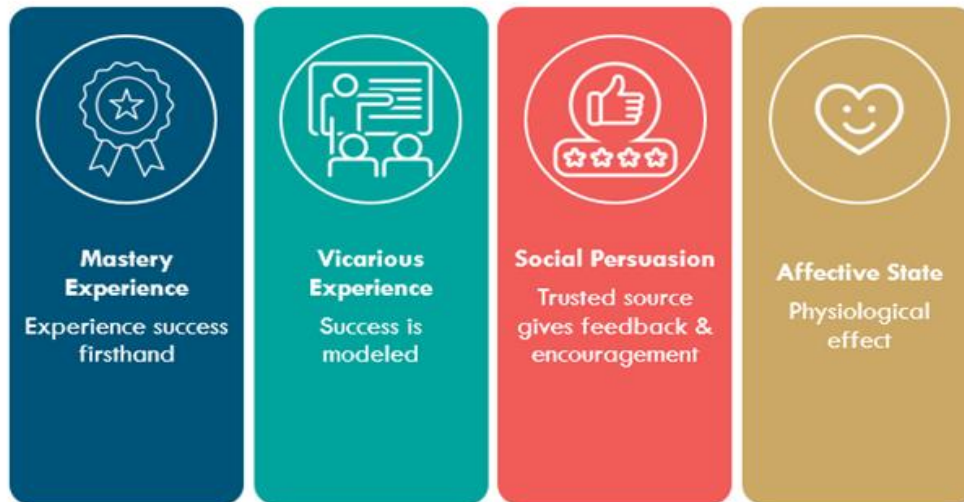 Mastery
Experience
Experience success
firsthand
Vicarious
Experience
Success is
modeled
Social Persuasion
Trusted source
gives feedback &
encouragement
Affective State
Physiological
effect